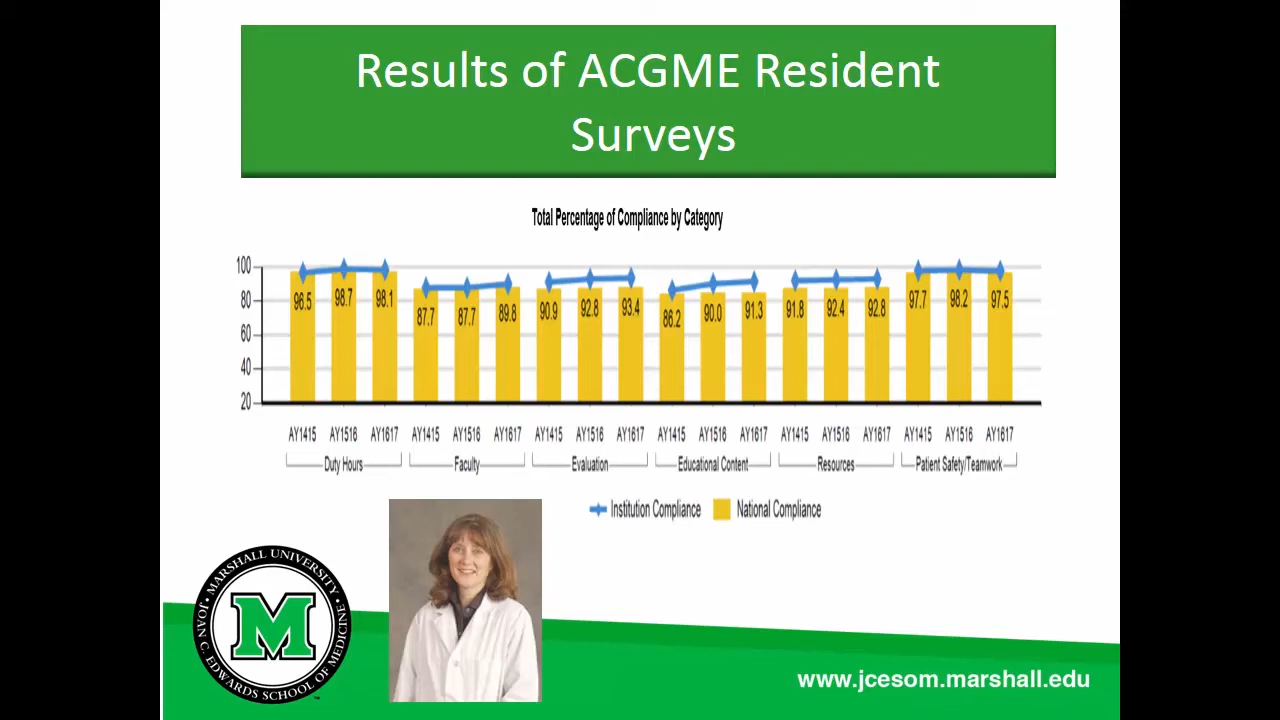 Results of ACGME Resident
Surveys
Total Percentage of Compliance by Category
100
80
60
40
20
96.5 98.7 98.1 87.7 87.7 89.8 90.9 92.8 93.4 86.2 90.0 91.3 91.8 92.4 92.8 97.7 98.2 97.5
AY1415 AY1516 AY1617 AY1415 AY1516 AY1617 AY1415 AY1516 AY1617 AY1415 AY1516 AY1617 AY1415 AY1516 AY1617 AY1415 AY1516 AY1617
Duty Hours Faculty Evaluation Educational Content Resources Patient Safety/Teamwork
Institution Compliance National Compliance
MARSHALL UNIVERSITY
JOAN C. EDWARDS SCHOOL OF MEDICINE
M
www.jcesom.marshall.edu